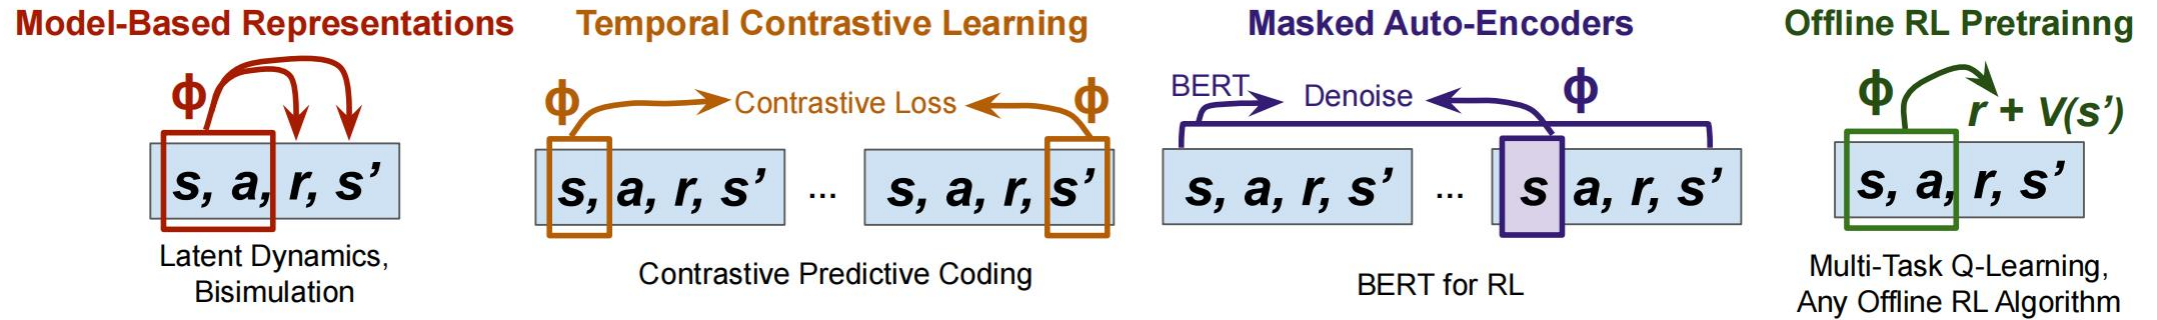 Model-Based Representations
ϕ
s, a, r, s’
Latent Dynamics,
Bisimulation
Temporal Contrastive Learning
ϕ Contrastive Loss ϕ
s, a, r, s’ ... s, a, r, s’
Contrastive Predictive Coding
Masked Auto-Encoders
BERT Denoise ϕ
s, a, r, s’ ... s a, r, s’
BERT for RL
Offline RL Pretrainng
ϕ r + V(s’)
s, a, r, s’
Multi-Task Q-Learning,
Any Offline RL Algorithm